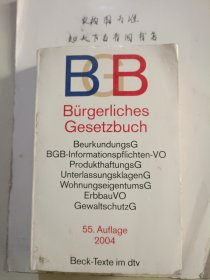 BGB
Bürgerliches
Gesetzbuch
BeurkundungsG
BGB-Informationspflichten-VO
ProdukthaftungsG
UnterlassungsklagenG
WohnungseigentumsG
ErbbauVO
GewaltschutzG
55. Auflage
2004
Beck-Texte im dtv